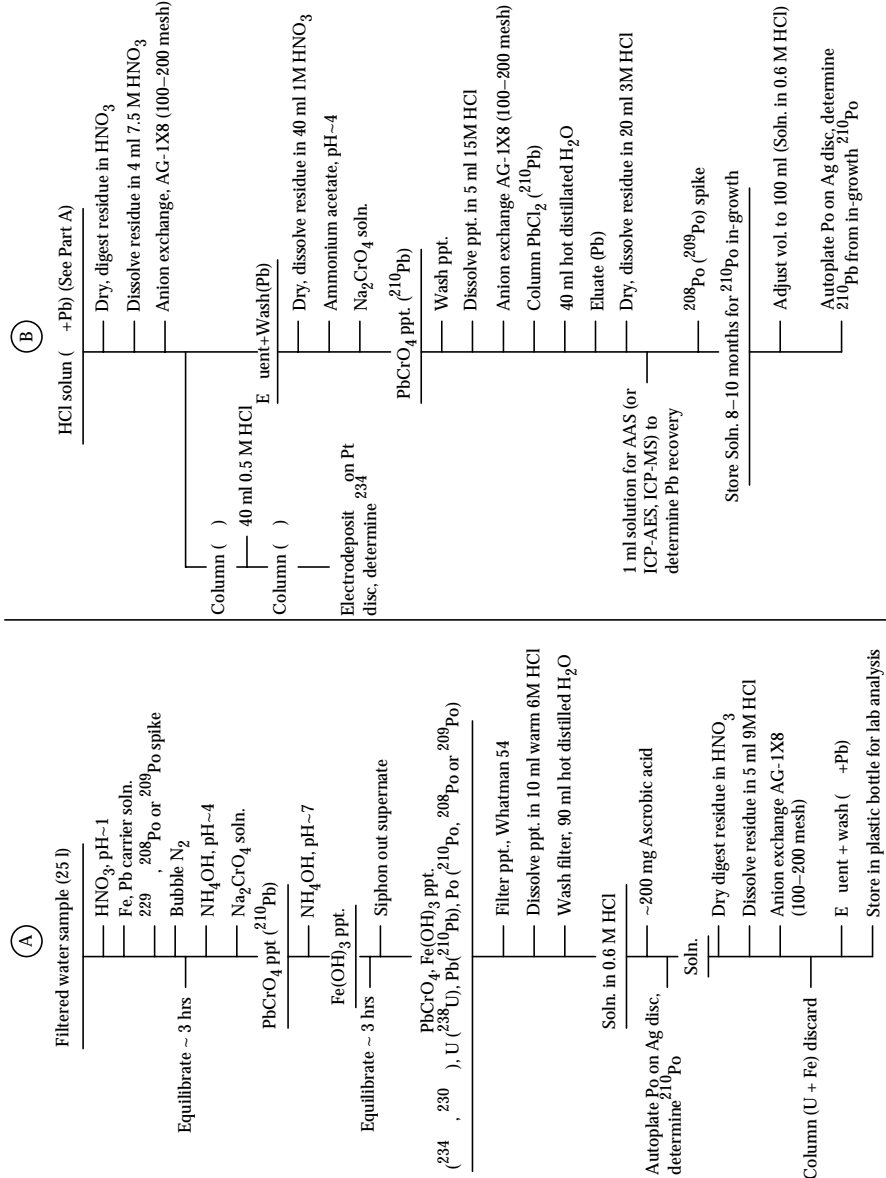 A
Filtered water sample (25 l)
HNO₃, pH~1
Fe, Pb carrier soln.
²²⁹ , ²⁰⁸Po or ²⁰⁹Po spike
Bubble N₂
Equilibrate ~ 3 hrs
NH₄OH, pH~4
Na₂CrO₄ soln.
PbCrO₄ ppt (²¹⁰Pb)
NH₄OH, pH~7
Fe(OH)₃ ppt.
Equilibrate ~ 3 hrs
Siphon out supernate
PbCrO₄, Fe(OH)₃ ppt.
(²³⁴ , ²³⁰ ), U (²³⁸U), Pb(²¹⁰Pb), Po (²¹⁰Po, ²⁰⁸Po or ²⁰⁹Po)
Filter ppt., Whatman 54
Dissolve ppt. in 10 ml warm 6M HCl
Wash filter, 90 ml hot distilled H₂O
Soln. in 0.6 M HCl
~200 mg Ascrobic acid
Autoplate Po on Ag disc,
determine ²¹⁰Po
Soln.
Dry digest residue in HNO₃
Dissolve residue in 5 ml 9M HCl
Anion exchange AG-1X8
(100–200 mesh)
Column (U + Fe) discard
E uent + wash ( +Pb)
Store in plastic bottle for lab analysis
B
HCl solun ( +Pb) (See Part A)
Dry, digest residue in HNO₃
Dissolve residue in 4 ml 7.5 M HNO₃
Anion exchange, AG-1X8 (100–200 mesh)
Column ( )
40 ml 0.5 M HCl
Column ( )
Electrodeposit on Pt
disc, determine ²³⁴
E uent+Wash(Pb)
Dry, dissolve residue in 40 ml 1M HNO₃
Ammonium acetate, pH~4
Na₂CrO₄ soln.
PbCrO₄ ppt. (²¹⁰Pb)
Wash ppt.
Dissolve ppt. in 5 ml 15M HCl
Anion exchange AG-1X8 (100–200 mesh)
Column PbCl₂ (²¹⁰Pb)
40 ml hot distillated H₂O
Eluate (Pb)
Dry, dissolve residue in 20 ml 3M HCl
1 ml solution for AAS (or
ICP-AES, ICP-MS) to
determine Pb recovery
²⁰⁸Po (²⁰⁹Po) spike
Store Soln. 8–10 months for ²¹⁰Po in-growth
Adjust vol. to 100 ml (Soln. in 0.6 M HCl)
Autoplate Po on Ag disc, determine
²¹⁰Pb from in-growth ²¹⁰Po